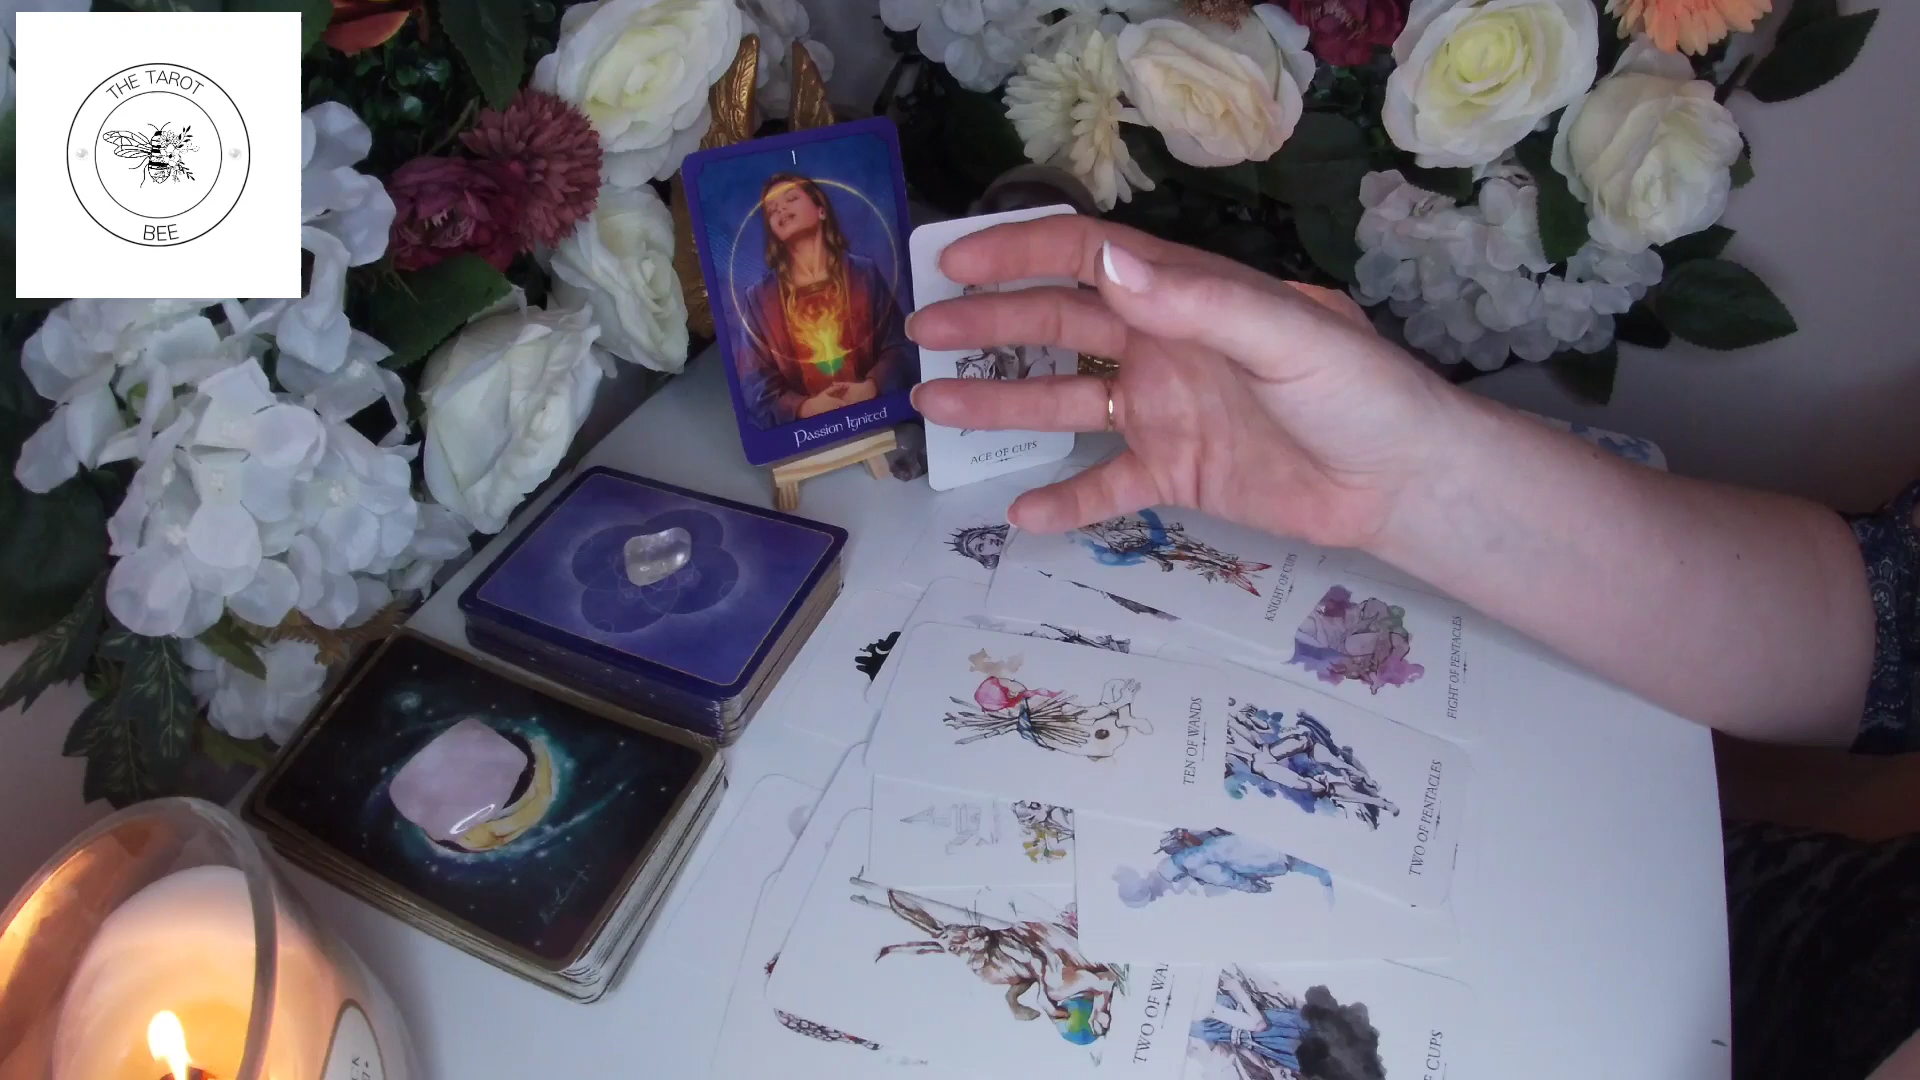 THE TAROT
BEE
1
Passion Ignited
ACE OF CUPS
KNIGHT OF CUPS
EIGHT OF PENTACLES
TEN OF WANDS
TWO OF PENTACLES
TWO OF WA
F CUPS